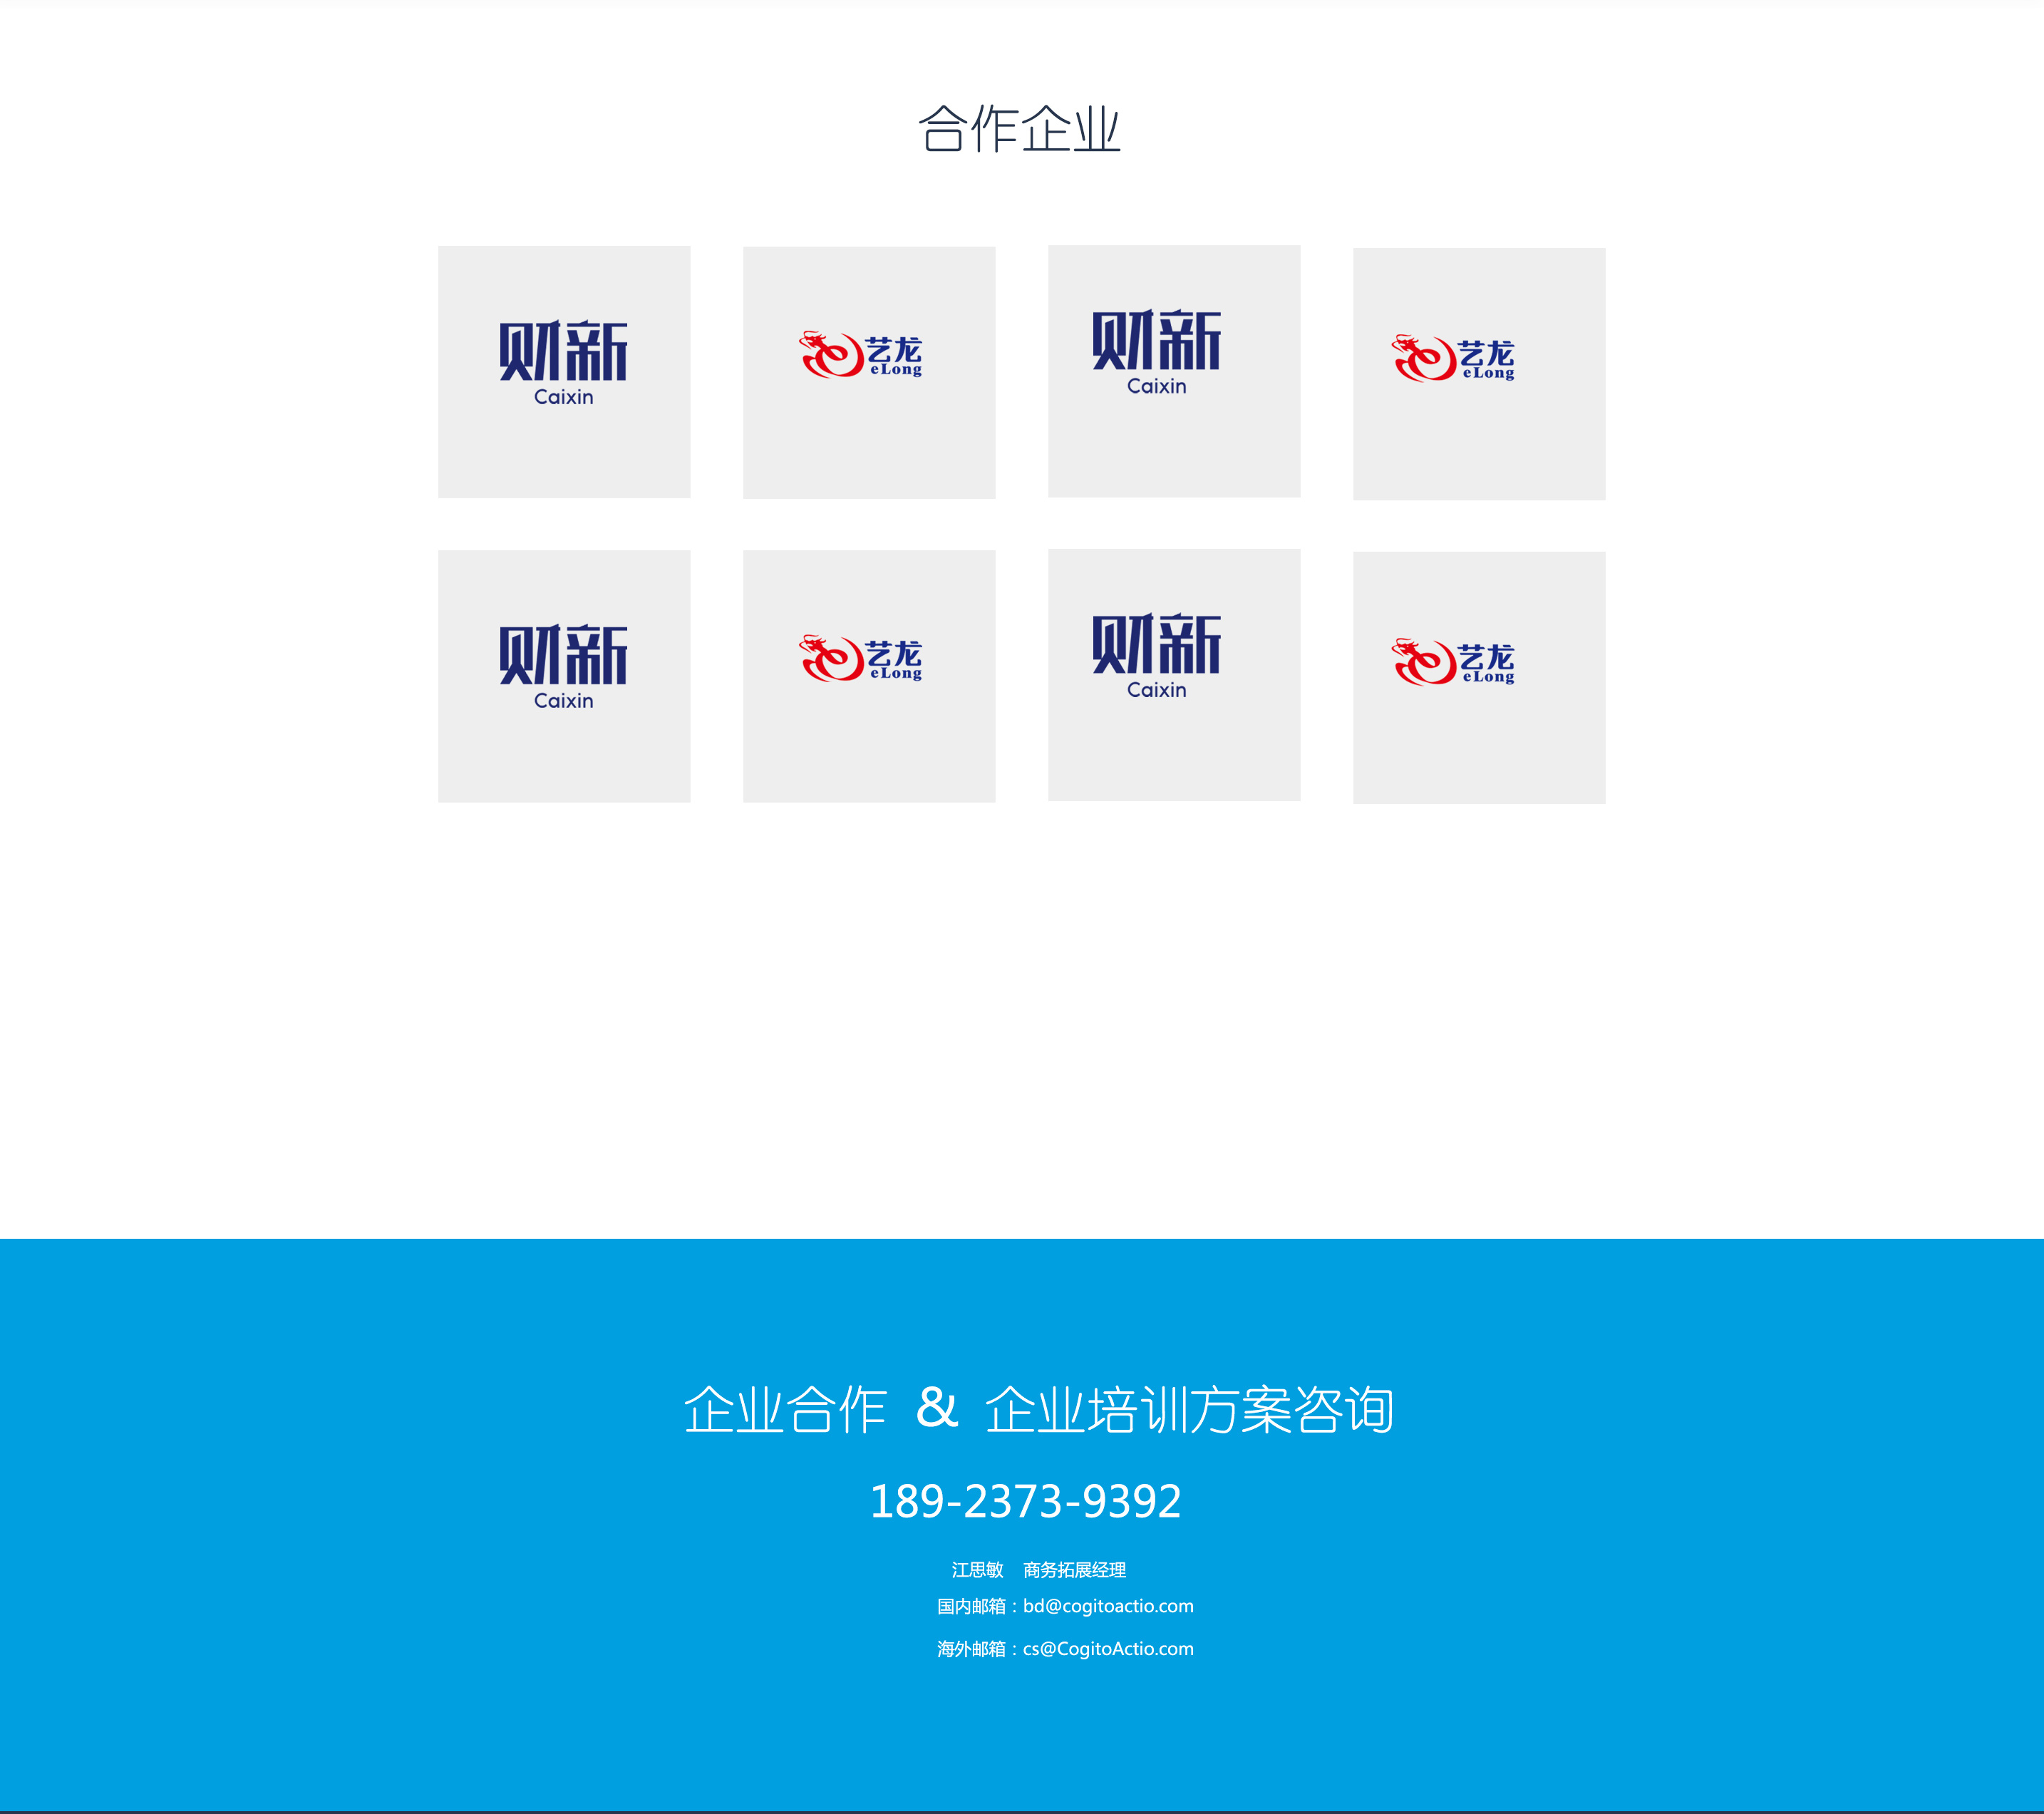 合作企业
财新
Caixin
艺龙
eLong
财新
Caixin
艺龙
eLong
财新
Caixin
艺龙
eLong
财新
Caixin
艺龙
eLong
企业合作 & 企业培训方案咨询
189-2373-9392
江思敏 商务拓展经理
国内邮箱：bd@cogitoactio.com
海外邮箱：cs@CogitoActio.com